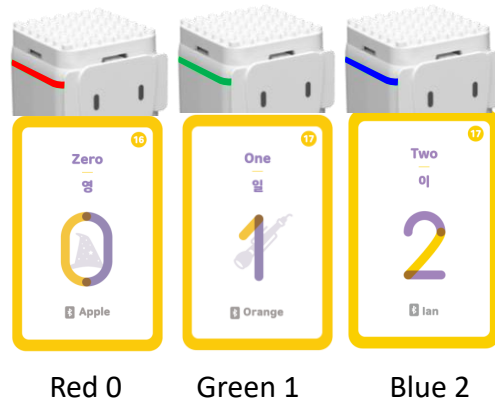 16
Zero
영
0
Apple
17
One
일
1
Orange
17
Two
이
2
Ian
Red 0
Green 1
Blue 2